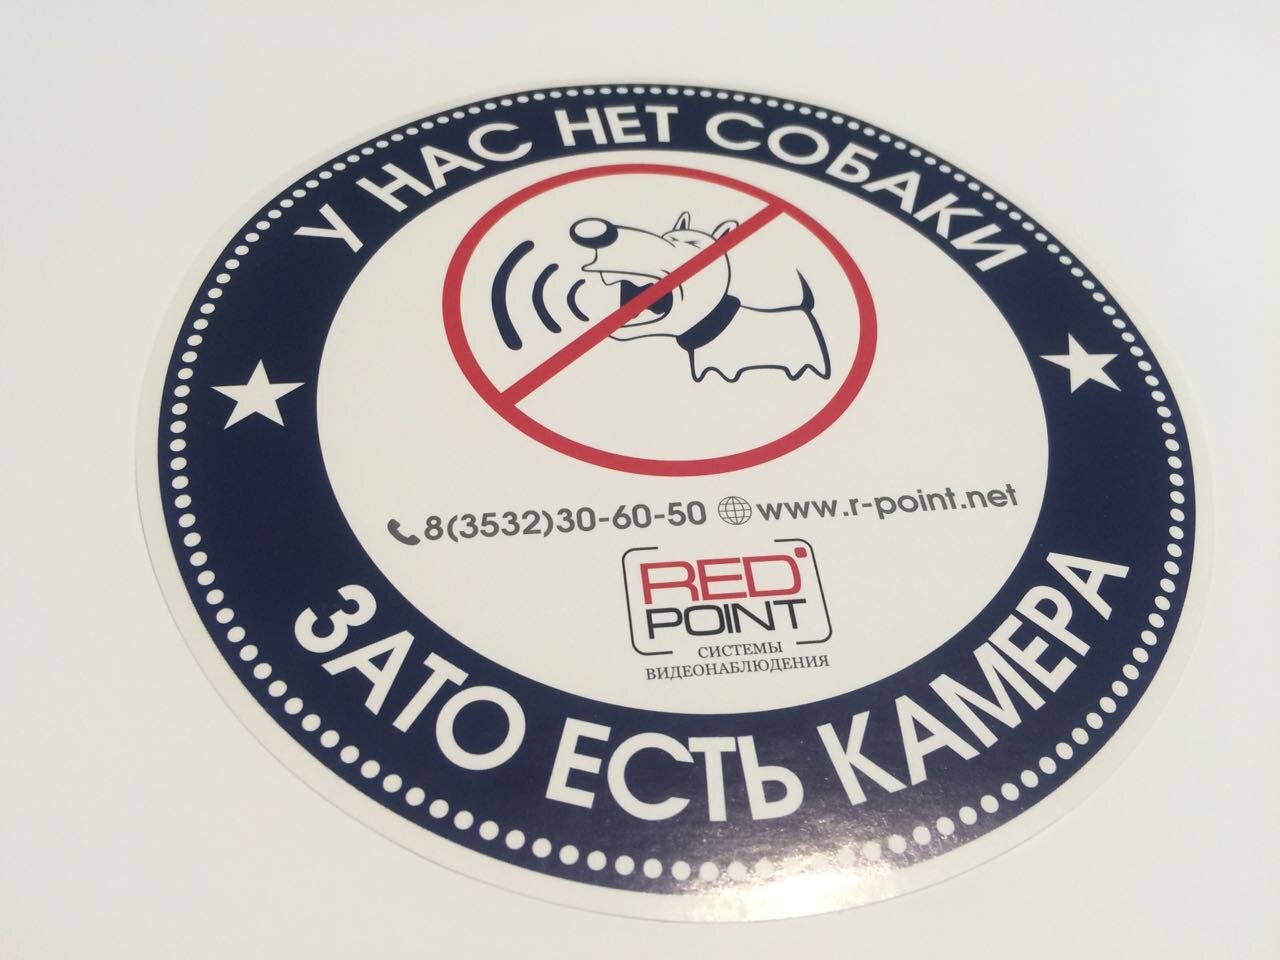 У НАС НЕТ СОБАКИ
8(3532)30-60-50 www.r-point.net
RED
POINT
СИСТЕМЫ
ВИДЕОНАБЛЮДЕНИЯ
ЗАТО ЕСТЬ КАМЕРА